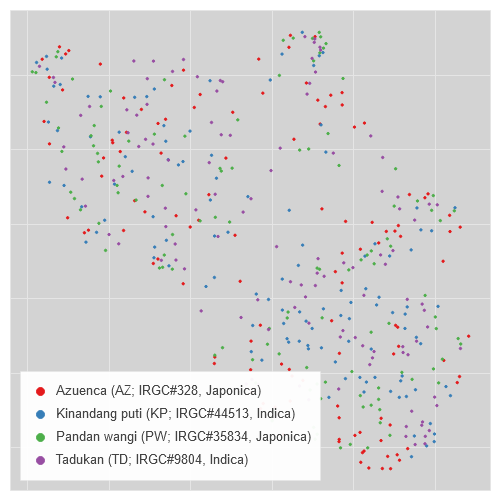 Azuenca (AZ; IRGC#328, Japonica)
Kinandang puti (KP; IRGC#44513, Indica)
Pandan wangi (PW; IRGC#35834, Japonica)
Tadukan (TD; IRGC#9804, Indica)